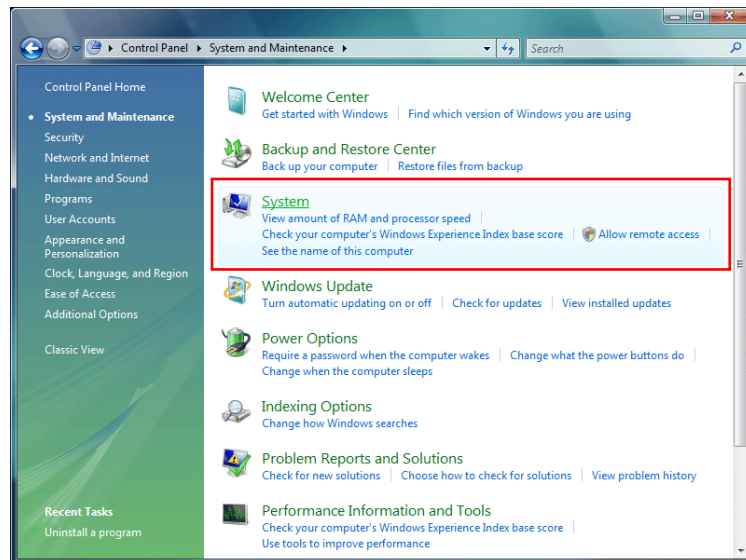 Control Panel System and Maintenance Search
Control Panel Home
System and Maintenance
Security
Network and Internet
Hardware and Sound
Programs
User Accounts
Appearance and
Personalization
Clock, Language, and Region
Ease of Access
Additional Options
Classic View
Recent Tasks
Uninstall a program
Welcome Center
Get started with Windows Find which version of Windows you are using
Backup and Restore Center
Back up your computer Restore files from backup
System
View amount of RAM and processor speed
Check your computer's Windows Experience Index base score Allow remote access
See the name of this computer
Windows Update
Turn automatic updating on or off Check for updates View installed updates
Power Options
Require a password when the computer wakes Change what the power buttons do
Change when the computer sleeps
Indexing Options
Change how Windows searches
Problem Reports and Solutions
Check for new solutions Choose how to check for solutions View problem history
Performance Information and Tools
Check your computer's Windows Experience Index base score
Use tools to improve performance